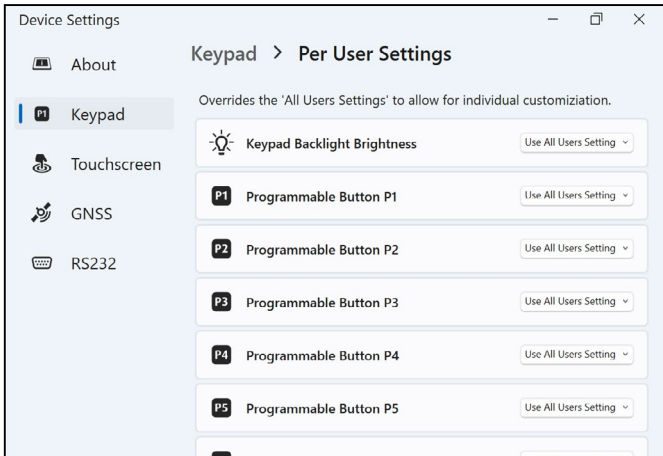 Device Settings
About
Keypad
Touchscreen
GNSS
RS232
Keypad > Per User Settings
Overrides the 'All Users Settings' to allow for individual customiziation.
Keypad Backlight Brightness Use All Users Setting
P1 Programmable Button P1 Use All Users Setting
P2 Programmable Button P2 Use All Users Setting
P3 Programmable Button P3 Use All Users Setting
P4 Programmable Button P4 Use All Users Setting
P5 Programmable Button P5 Use All Users Setting